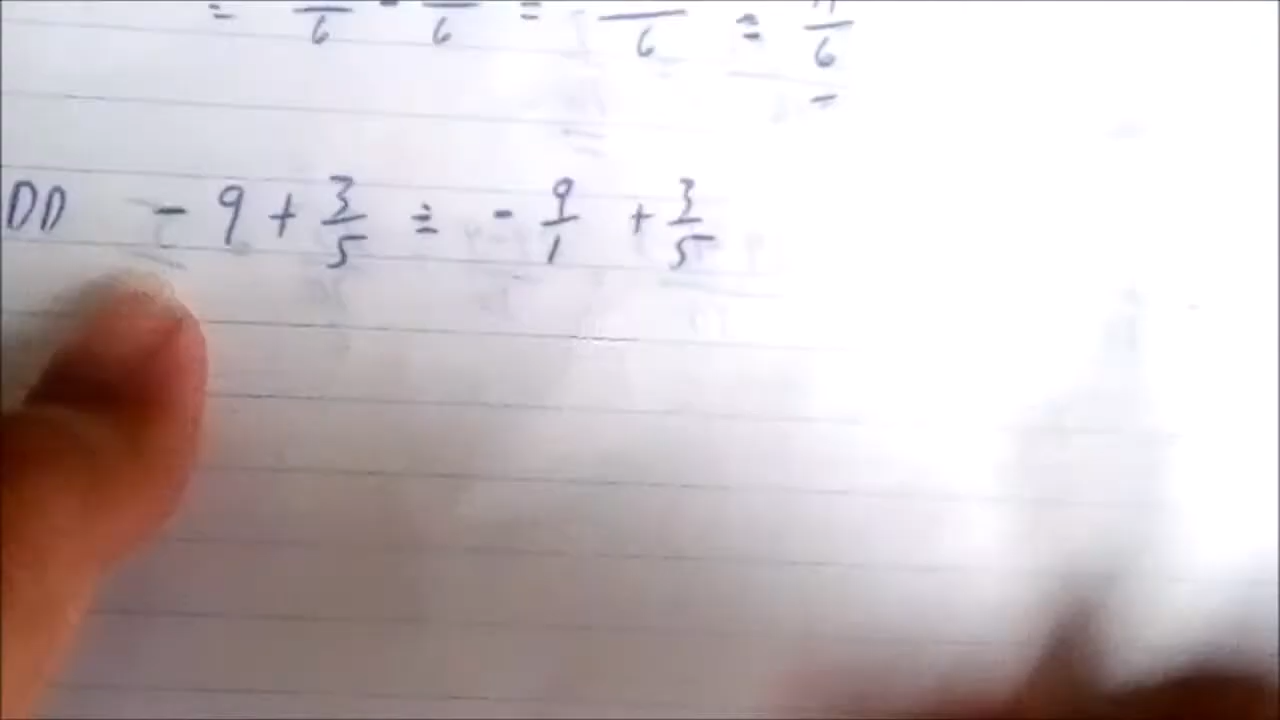 = /6 - /6 = /6 = /6
DD - 9 + 3/5 = - 9/1 + 3/5